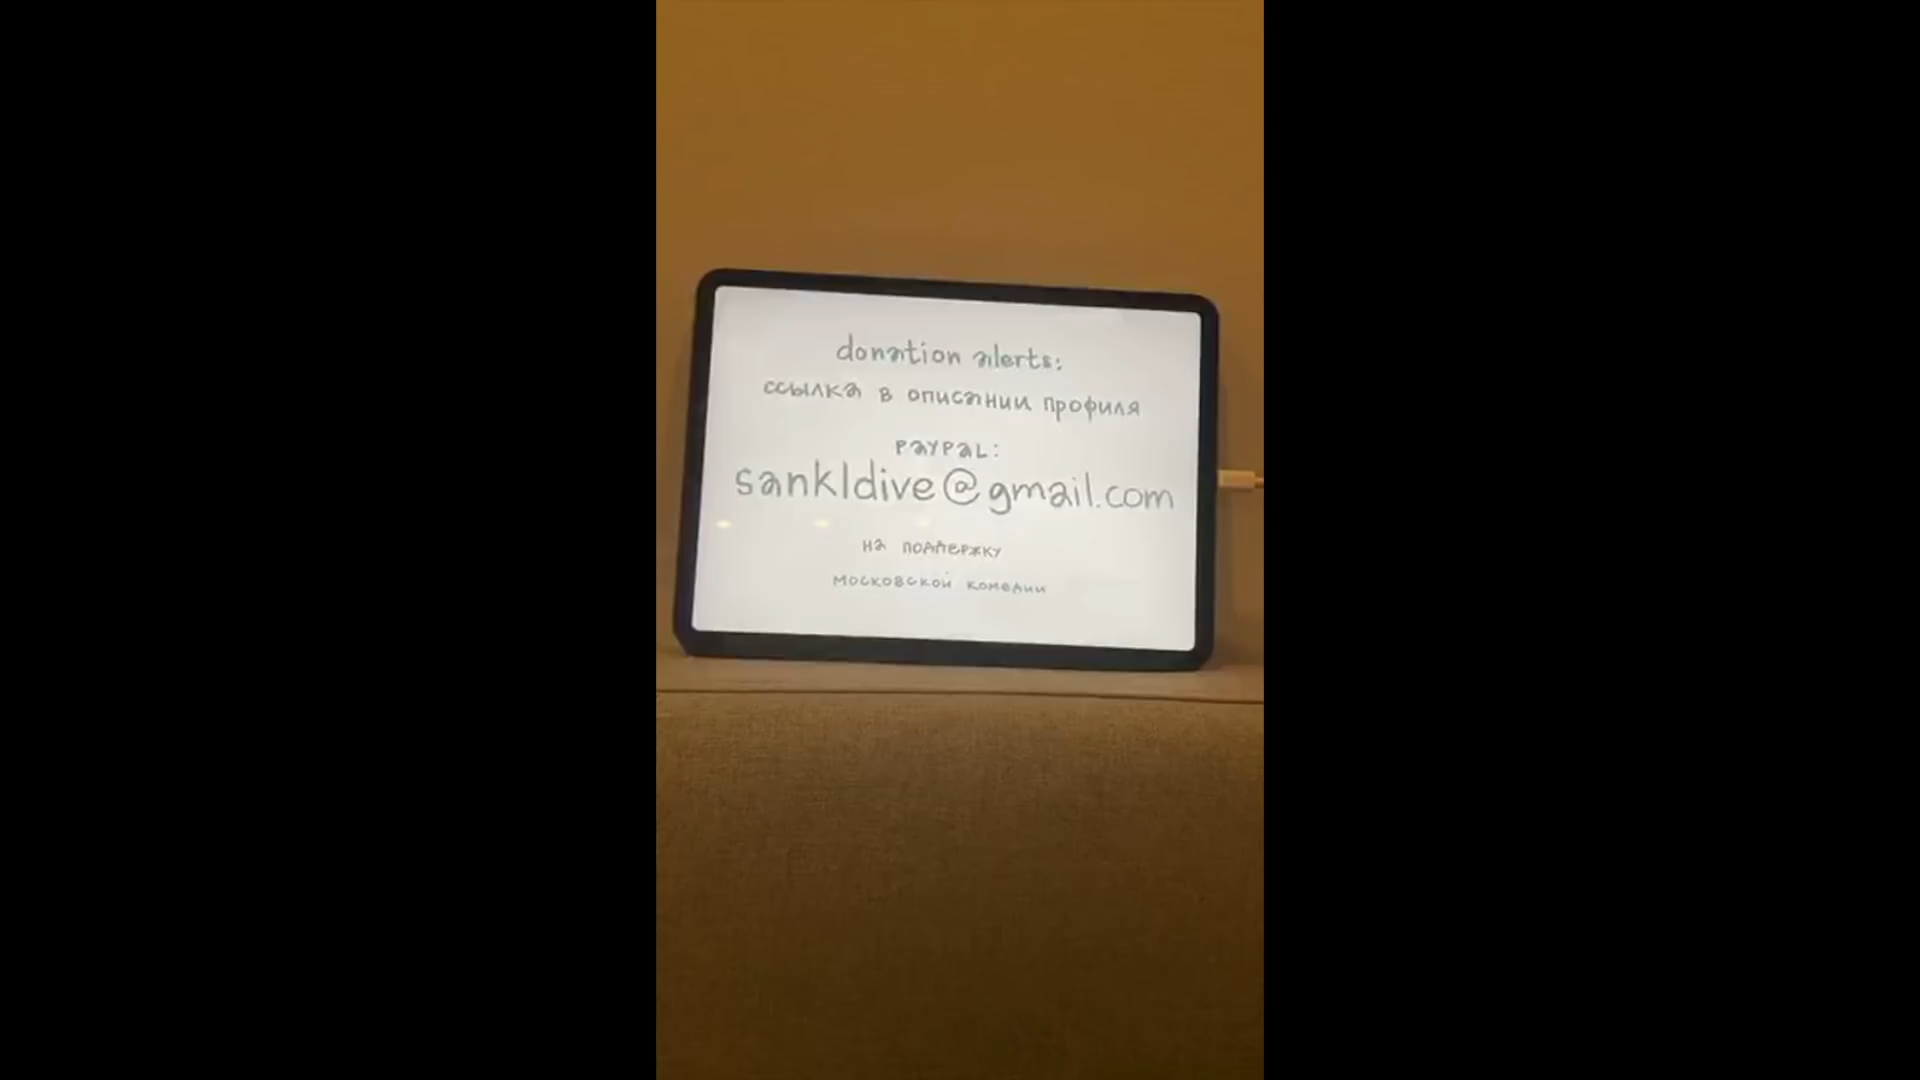 donation alerts:
ссылка в описании профиля
PAYPAL:
sankldive@gmail.com
на поддержку
московской комедии